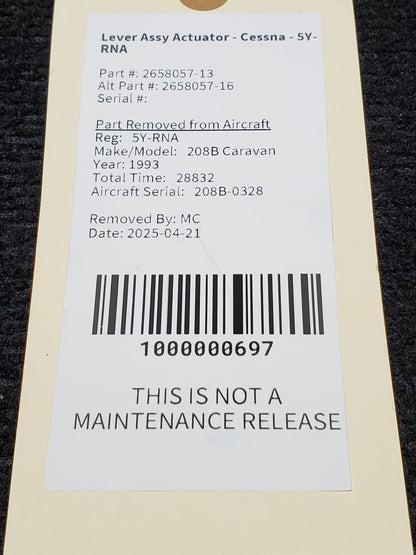 Lever Assy Actuator - Cessna - 5Y-
RNA
Part #: 2658057-13
Alt Part #: 2658057-16
Serial #:
Part Removed from Aircraft
Reg: 5Y-RNA
Make/Model: 208B Caravan
Year: 1993
Total Time: 28832
Aircraft Serial: 208B-0328
Removed By: MC
Date: 2025-04-21
1000000697
THIS IS NOT A
MAINTENANCE RELEASE